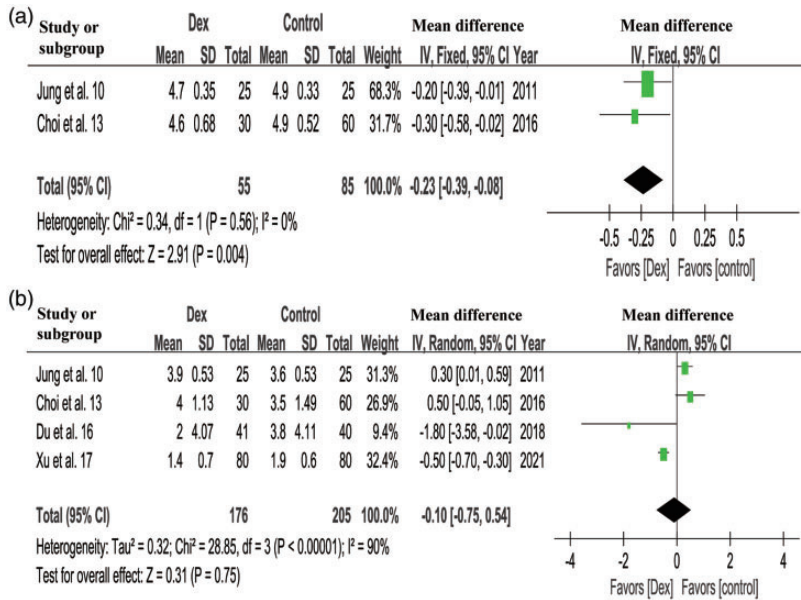 (a)
Study or subgroup Dex Control Mean difference Mean difference
Mean SD Total Mean SD Total Weight IV, Fixed, 95% CI Year IV, Fixed, 95% CI
Jung et al. 10 4.7 0.35 25 4.9 0.33 25 68.3% -0.20 [-0.39, -0.01] 2011
Choi et al. 13 4.6 0.68 30 4.9 0.52 60 31.7% -0.30 [-0.58, -0.02] 2016
Total (95% CI) 55 85 100.0% -0.23 [-0.39, -0.08]
Heterogeneity: Chi² = 0.34, df = 1 (P = 0.56); I² = 0%
Test for overall effect: Z = 2.91 (P = 0.004)
-0.5 -0.25 0 0.25 0.5
Favors [Dex] Favors [control]
(b)
Study or subgroup Dex Control Mean difference Mean difference
Mean SD Total Mean SD Total Weight IV, Random, 95% CI Year IV, Random, 95% CI
Jung et al. 10 3.9 0.53 25 3.6 0.53 25 31.3% 0.30 [0.01, 0.59] 2011
Choi et al. 13 4 1.13 30 3.5 1.49 60 26.9% 0.50 [-0.05, 1.05] 2016
Du et al. 16 2 4.07 41 3.8 4.11 40 9.4% -1.80 [-3.58, -0.02] 2018
Xu et al. 17 1.4 0.7 80 1.9 0.6 80 32.4% -0.50 [-0.70, -0.30] 2021
Total (95% CI) 176 205 100.0% -0.10 [-0.75, 0.54]
Heterogeneity: Tau² = 0.32; Chi² = 28.85, df = 3 (P < 0.00001); I² = 90%
Test for overall effect: Z = 0.31 (P = 0.75)
-4 -2 0 2 4
Favors [Dex] Favors [control]